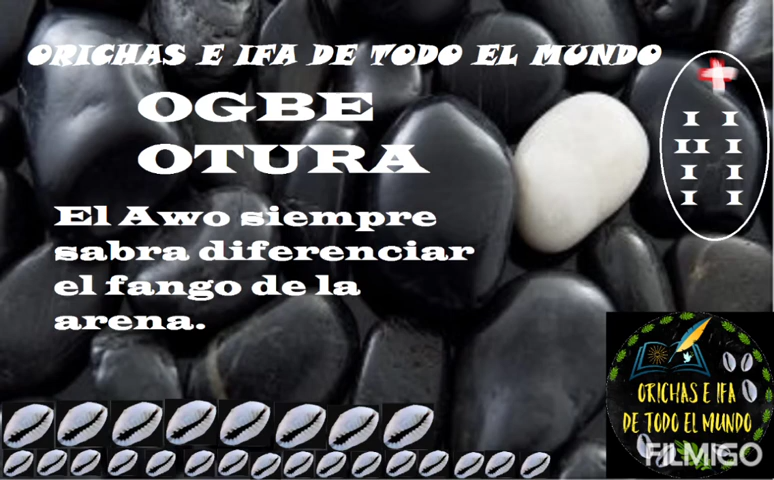 ORICHAS E IFA DE TODO EL MUNDO
OGBE
OTURA
El Awo siempre
sabra diferenciar
el fango de la
arena.
I I
II I
I I
I I
ORICHAS E IFA
DE TODO EL MUNDO
FILMIGO